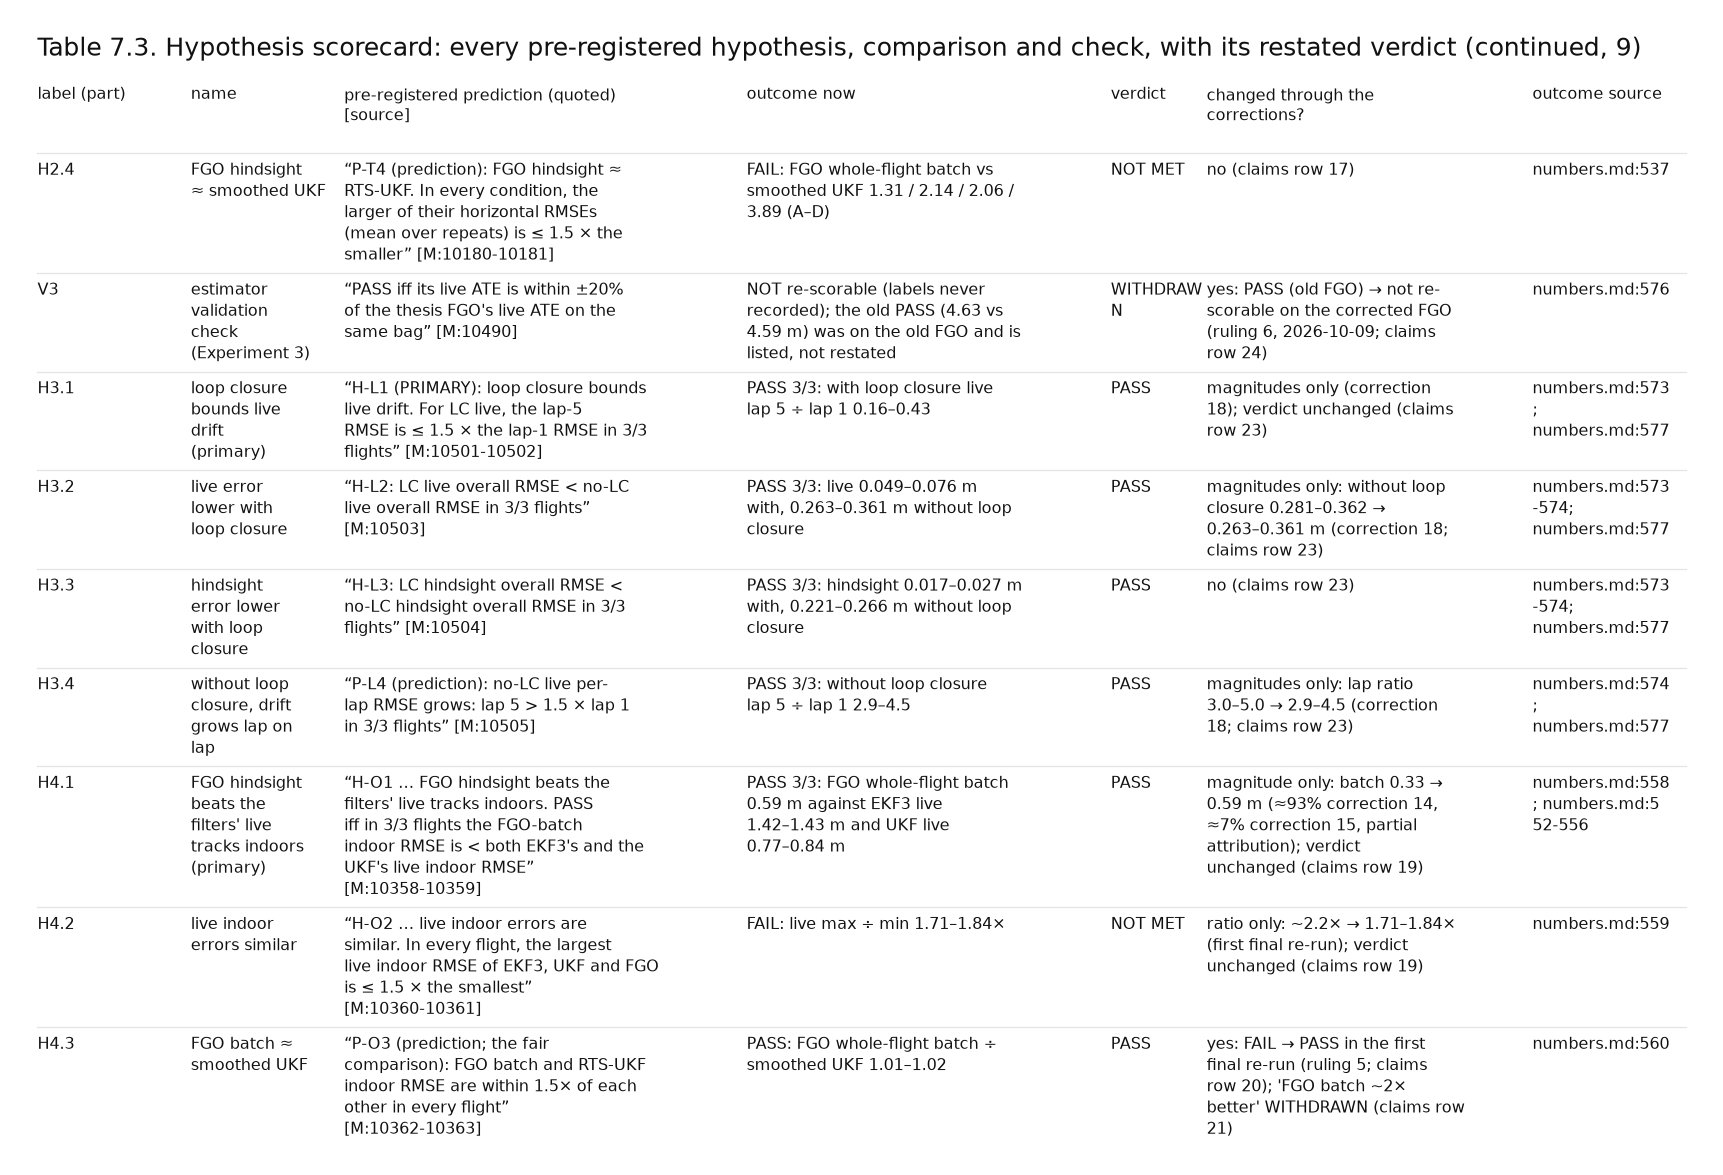 Table 7.3. Hypothesis scorecard: every pre-registered hypothesis, comparison and check, with its restated verdict (continued, 9)
label (part)
name
pre-registered prediction (quoted)
[source]
outcome now
verdict
changed through the
corrections?
outcome source
H2.4
FGO hindsight
≈ smoothed UKF
“P-T4 (prediction): FGO hindsight ≈
RTS-UKF. In every condition, the
larger of their horizontal RMSEs
(mean over repeats) is ≤ 1.5 × the
smaller” [M:10180-10181]
FAIL: FGO whole-flight batch vs
smoothed UKF 1.31 / 2.14 / 2.06 /
3.89 (A–D)
NOT MET
no (claims row 17)
numbers.md:537
V3
estimator
validation
check
(Experiment 3)
“PASS iff its live ATE is within ±20%
of the thesis FGO's live ATE on the
same bag” [M:10490]
NOT re-scorable (labels never
recorded); the old PASS (4.63 vs
4.59 m) was on the old FGO and is
listed, not restated
WITHDRAW
N
yes: PASS (old FGO) → not re-
scorable on the corrected FGO
(ruling 6, 2026-10-09; claims
row 24)
numbers.md:576
H3.1
loop closure
bounds live
drift
(primary)
“H-L1 (PRIMARY): loop closure bounds
live drift. For LC live, the lap-5
RMSE is ≤ 1.5 × the lap-1 RMSE in 3/3
flights” [M:10501-10502]
PASS 3/3: with loop closure live
lap 5 ÷ lap 1 0.16–0.43
PASS
magnitudes only (correction
18); verdict unchanged (claims
row 23)
numbers.md:573
;
numbers.md:577
H3.2
live error
lower with
loop closure
“H-L2: LC live overall RMSE < no-LC
live overall RMSE in 3/3 flights”
[M:10503]
PASS 3/3: live 0.049–0.076 m
with, 0.263–0.361 m without loop
closure
PASS
magnitudes only: without loop
closure 0.281–0.362 →
0.263–0.361 m (correction 18;
claims row 23)
numbers.md:573
-574;
numbers.md:577
H3.3
hindsight
error lower
with loop
closure
“H-L3: LC hindsight overall RMSE <
no-LC hindsight overall RMSE in 3/3
flights” [M:10504]
PASS 3/3: hindsight 0.017–0.027 m
with, 0.221–0.266 m without loop
closure
PASS
no (claims row 23)
numbers.md:573
-574;
numbers.md:577
H3.4
without loop
closure, drift
grows lap on
lap
“P-L4 (prediction): no-LC live per-
lap RMSE grows: lap 5 > 1.5 × lap 1
in 3/3 flights” [M:10505]
PASS 3/3: without loop closure
lap 5 ÷ lap 1 2.9–4.5
PASS
magnitudes only: lap ratio
3.0–5.0 → 2.9–4.5 (correction
18; claims row 23)
numbers.md:574
;
numbers.md:577
H4.1
FGO hindsight
beats the
filters' live
tracks indoors
(primary)
“H-O1 … FGO hindsight beats the
filters' live tracks indoors. PASS
iff in 3/3 flights the FGO-batch
indoor RMSE is < both EKF3's and the
UKF's live indoor RMSE”
[M:10358-10359]
PASS 3/3: FGO whole-flight batch
0.59 m against EKF3 live
1.42–1.43 m and UKF live
0.77–0.84 m
PASS
magnitude only: batch 0.33 →
0.59 m (≈93% correction 14,
≈7% correction 15, partial
attribution); verdict
unchanged (claims row 19)
numbers.md:558
; numbers.md:5
52-556
H4.2
live indoor
errors similar
“H-O2 … live indoor errors are
similar. In every flight, the largest
live indoor RMSE of EKF3, UKF and FGO
is ≤ 1.5 × the smallest”
[M:10360-10361]
FAIL: live max ÷ min 1.71–1.84×
NOT MET
ratio only: ~2.2× → 1.71–1.84×
(first final re-run); verdict
unchanged (claims row 19)
numbers.md:559
H4.3
FGO batch ≈
smoothed UKF
“P-O3 (prediction; the fair
comparison): FGO batch and RTS-UKF
indoor RMSE are within 1.5× of each
other in every flight”
[M:10362-10363]
PASS: FGO whole-flight batch ÷
smoothed UKF 1.01–1.02
PASS
yes: FAIL → PASS in the first
final re-run (ruling 5; claims
row 20); 'FGO batch ~2×
better' WITHDRAWN (claims row
21)
numbers.md:560